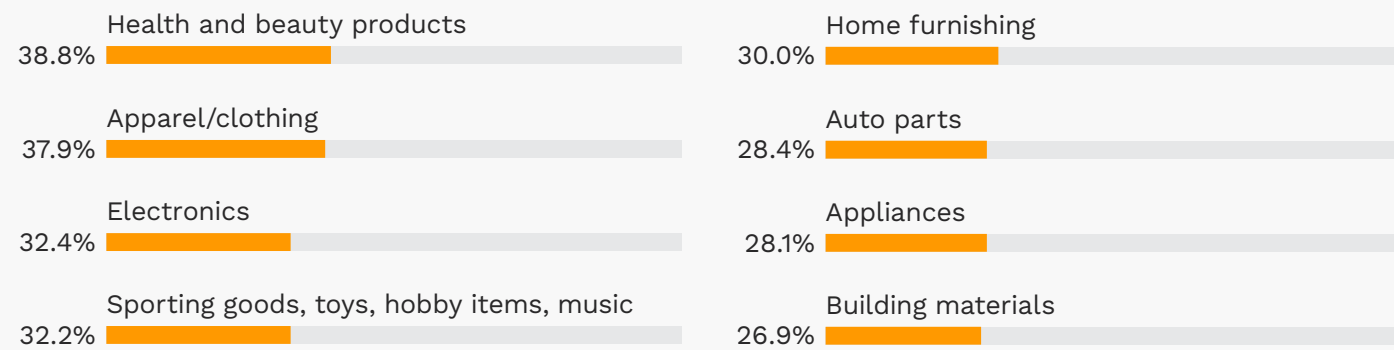 Health and beauty products
38.8%
Apparel/clothing
37.9%
Electronics
32.4%
Sporting goods, toys, hobby items, music
32.2%
Home furnishing
30.0%
Auto parts
28.4%
Appliances
28.1%
Building materials
26.9%